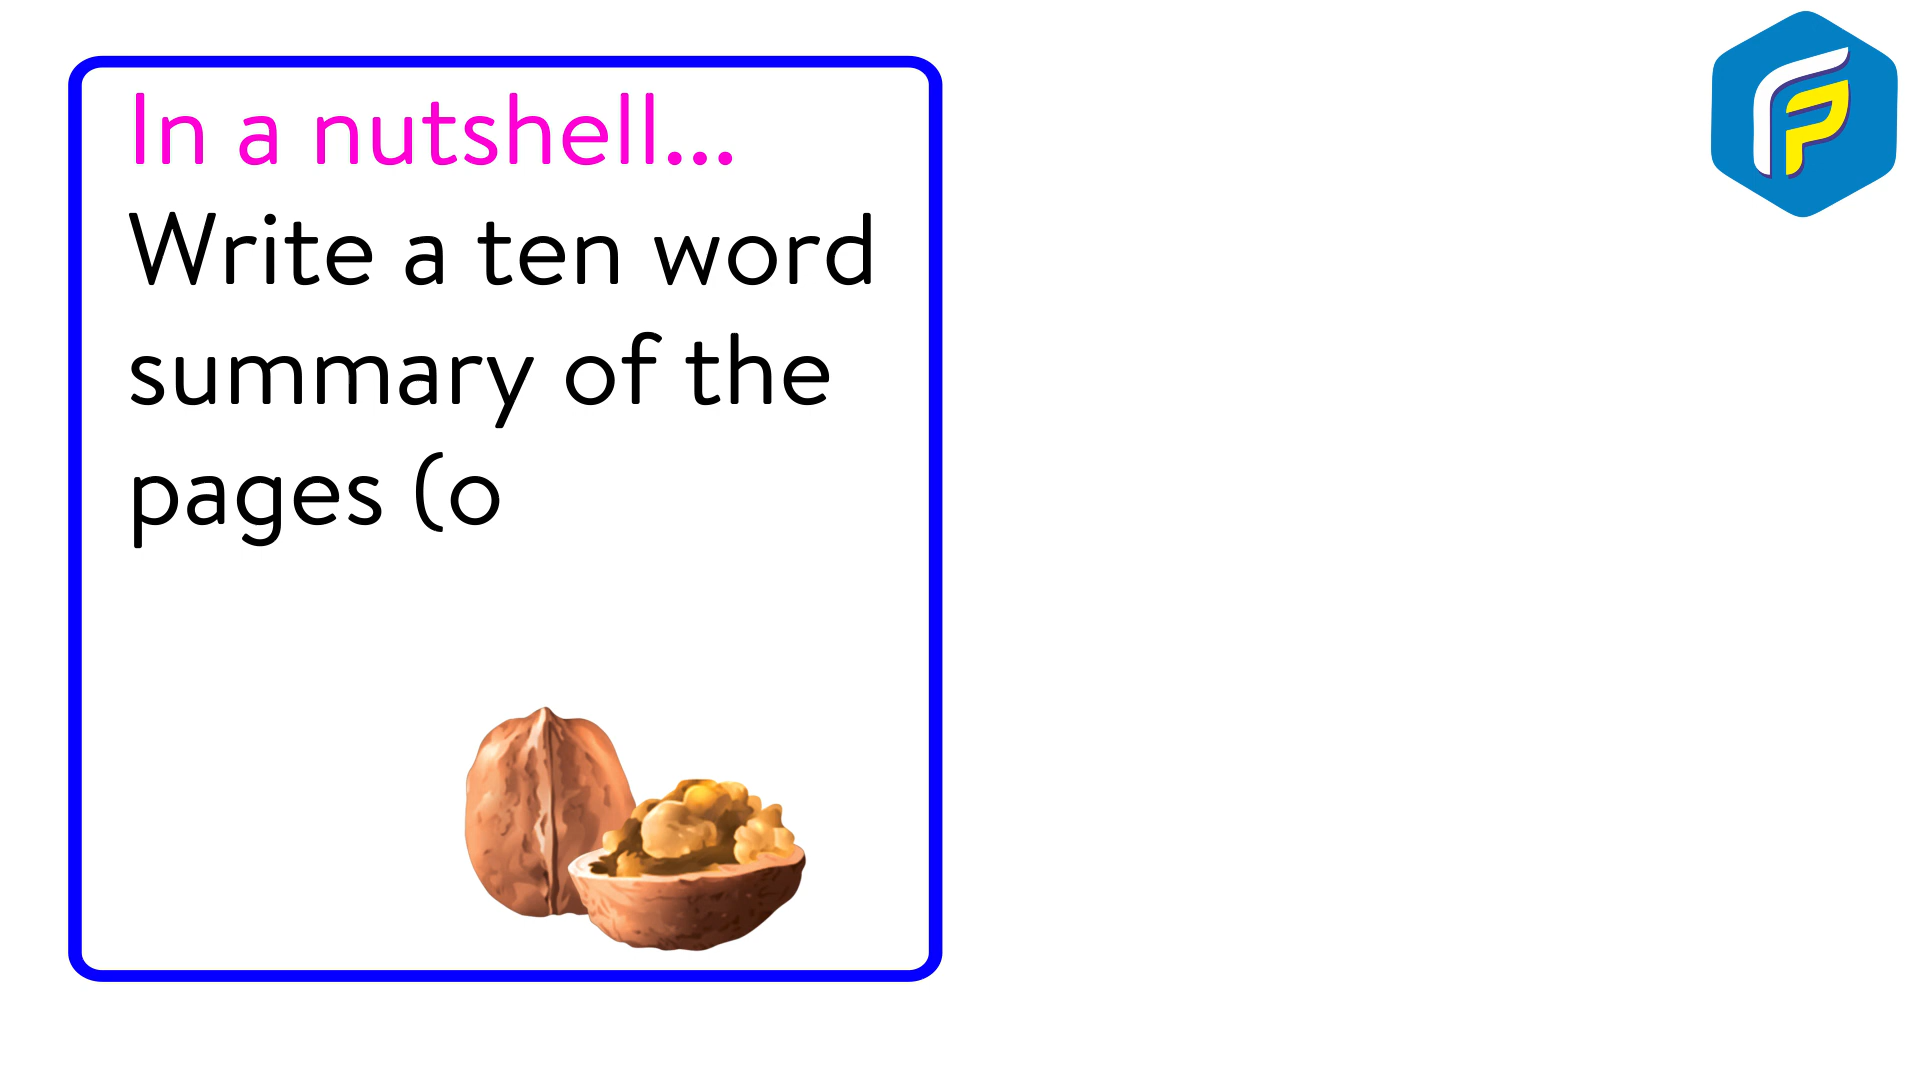 In a nutshell...
Write a ten word
summary of the
pages (o